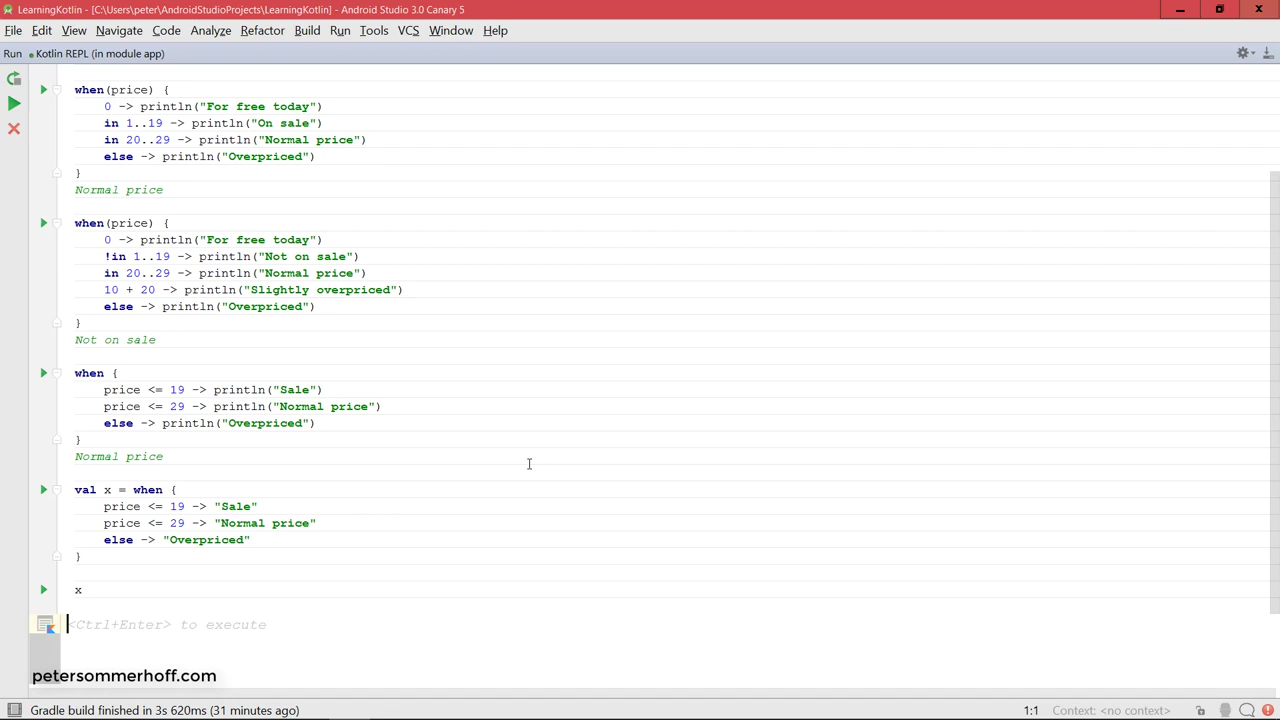 LearningKotlin - [C:\Users\peter\AndroidStudioProjects\LearningKotlin] - Android Studio 3.0 Canary 5
File Edit View Navigate Code Analyze Refactor Build Run Tools VCS Window Help
Run Kotlin REPL (in module app)
when(price) {
    0 -> println("For free today")
    in 1..19 -> println("On sale")
    in 20..29 -> println("Normal price")
    else -> println("Overpriced")
}
Normal price
when(price) {
    0 -> println("For free today")
    !in 1..19 -> println("Not on sale")
    in 20..29 -> println("Normal price")
    10 + 20 -> println("Slightly overpriced")
    else -> println("Overpriced")
}
Not on sale
when {
    price <= 19 -> println("Sale")
    price <= 29 -> println("Normal price")
    else -> println("Overpriced")
}
Normal price
val x = when {
    price <= 19 -> "Sale"
    price <= 29 -> "Normal price"
    else -> "Overpriced"
}
x
<Ctrl+Enter> to execute
petersommerhoff.com
Gradle build finished in 3s 620ms (31 minutes ago) 1:1 Context: <no context>